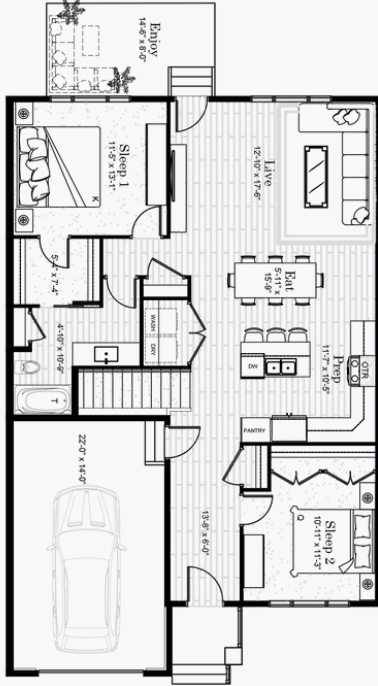 Enjoy
14'-6" x 8'-0"
Sleep 1
11'-5" x 13'-1"
K
Live
12'-10" x 17'-6"
5'-4" x 7'-4"
Eat
5'-11" x
15'-9"
4'-10" x 10'-9"
WASH
DRY
Prep
11'-7" x 10'-5"
OTR
DW
T
PANTRY
22'-0" x 14'-0"
13'-8" x 6'-0"
Sleep 2
10'-11" x 11'-3"